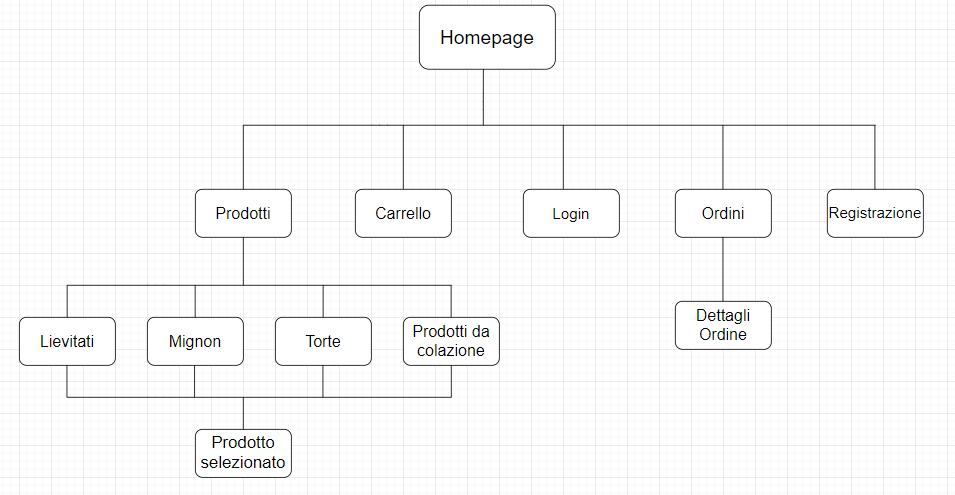 Homepage
Prodotti
Carrello
Login
Ordini
Registrazione
Lievitati
Mignon
Torte
Prodotti da
colazione
Dettagli
Ordine
Prodotto
selezionato